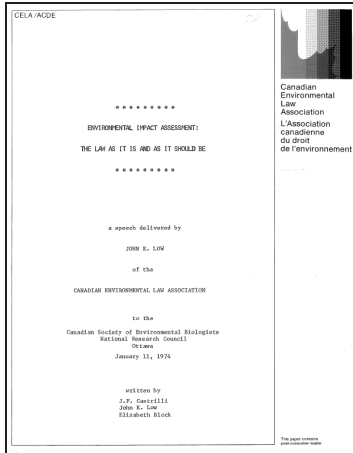 CELA/ACDE
* * * * * * * * *
ENVIRONMENTAL IMPACT ASSESSMENT:
THE LAW AS IT IS AND AS IT SHOULD BE
* * * * * * * * *
a speech delivered by
JOHN E. LOW
of the
CANADIAN ENVIRONMENTAL LAW ASSOCIATION
to the
Canadian Society of Environmental Biologists
National Research Council
Ottawa
January 11, 1974
written by
J.F. Castrilli
John E. Low
Elizabeth Block
Canadian
Environmental
Law
Association
L'Association
canadienne
du droit
de l'environnement
This paper contains
post-consumer waste